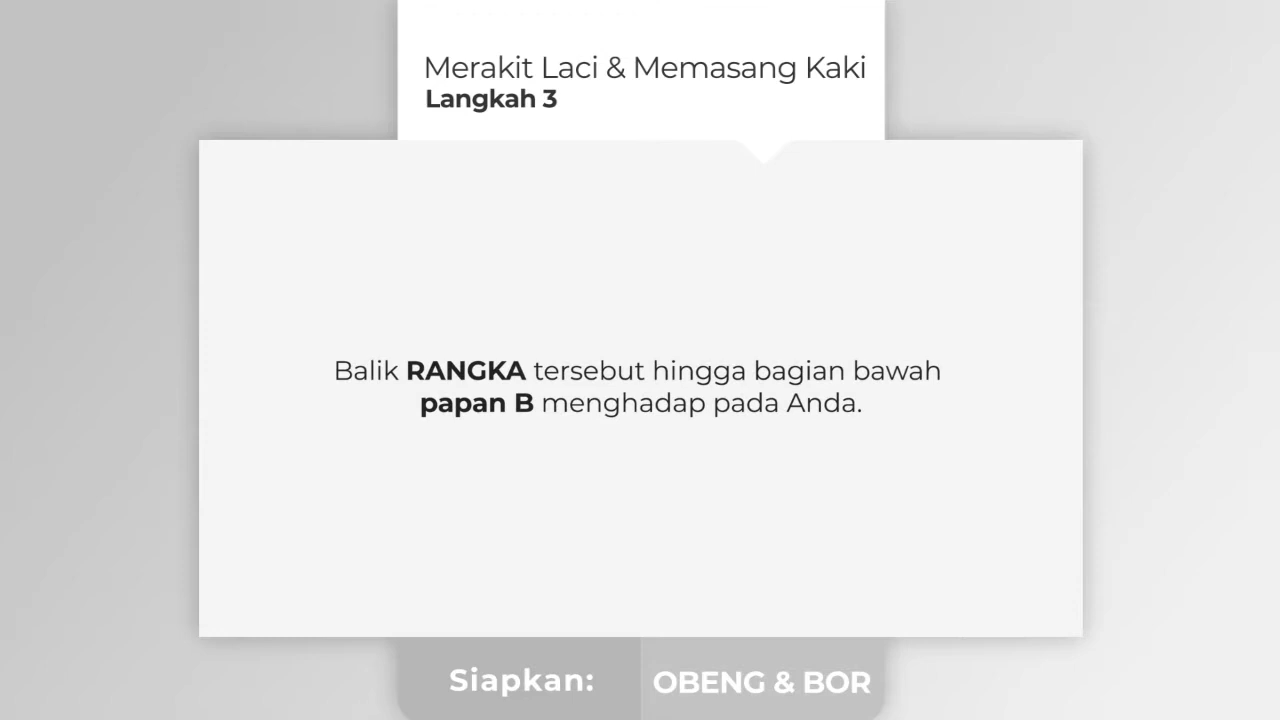 Merakit Laci & Memasang Kaki
Langkah 3
Balik RANGKA tersebut hingga bagian bawah
papan B menghadap pada Anda.
Siapkan: OBENG & BOR